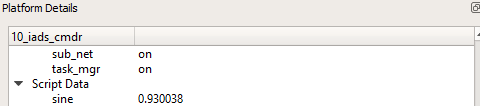 Platform Details
10_iads_cmdr
sub_net on
task_mgr on
Script Data
sine 0.930038